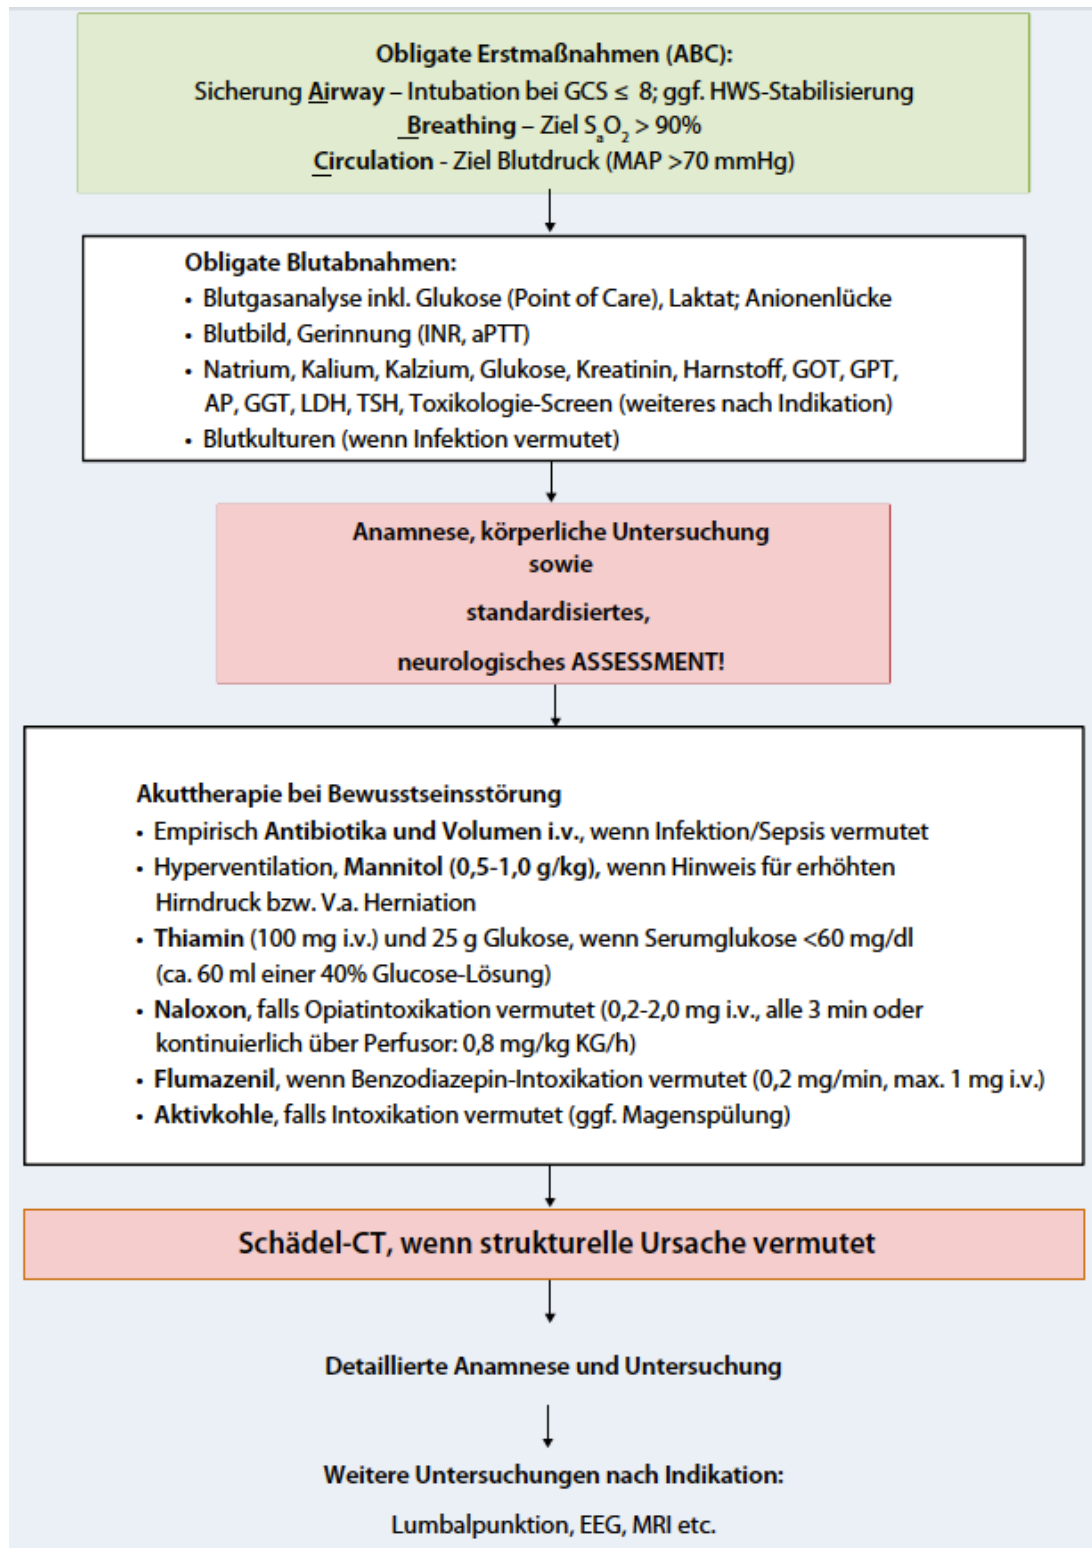 Obligate Erstmaßnahmen (ABC):
Sicherung Airway – Intubation bei GCS ≤ 8; ggf. HWS-Stabilisierung
Breathing – Ziel SaO2 > 90%
Circulation - Ziel Blutdruck (MAP >70 mmHg)
Obligate Blutabnahmen:
• Blutgasanalyse inkl. Glukose (Point of Care), Laktat; Anionenlücke
• Blutbild, Gerinnung (INR, aPTT)
• Natrium, Kalium, Kalzium, Glukose, Kreatinin, Harnstoff, GOT, GPT,
AP, GGT, LDH, TSH, Toxikologie-Screen (weiteres nach Indikation)
• Blutkulturen (wenn Infektion vermutet)
Anamnese, körperliche Untersuchung
sowie
standardisiertes,
neurologisches ASSESSMENT!
Akuttherapie bei Bewusstseinsstörung
• Empirisch Antibiotika und Volumen i.v., wenn Infektion/Sepsis vermutet
• Hyperventilation, Mannitol (0,5-1,0 g/kg), wenn Hinweis für erhöhten
Hirndruck bzw. V.a. Herniation
• Thiamin (100 mg i.v.) und 25 g Glukose, wenn Serumglukose <60 mg/dl
(ca. 60 ml einer 40% Glucose-Lösung)
• Naloxon, falls Opiatintoxikation vermutet (0,2-2,0 mg i.v., alle 3 min oder
kontinuierlich über Perfusor: 0,8 mg/kg KG/h)
• Flumazenil, wenn Benzodiazepin-Intoxikation vermutet (0,2 mg/min, max. 1 mg i.v.)
• Aktivkohle, falls Intoxikation vermutet (ggf. Magenspülung)
Schädel-CT, wenn strukturelle Ursache vermutet
Detaillierte Anamnese und Untersuchung
Weitere Untersuchungen nach Indikation:
Lumbalpunktion, EEG, MRI etc.